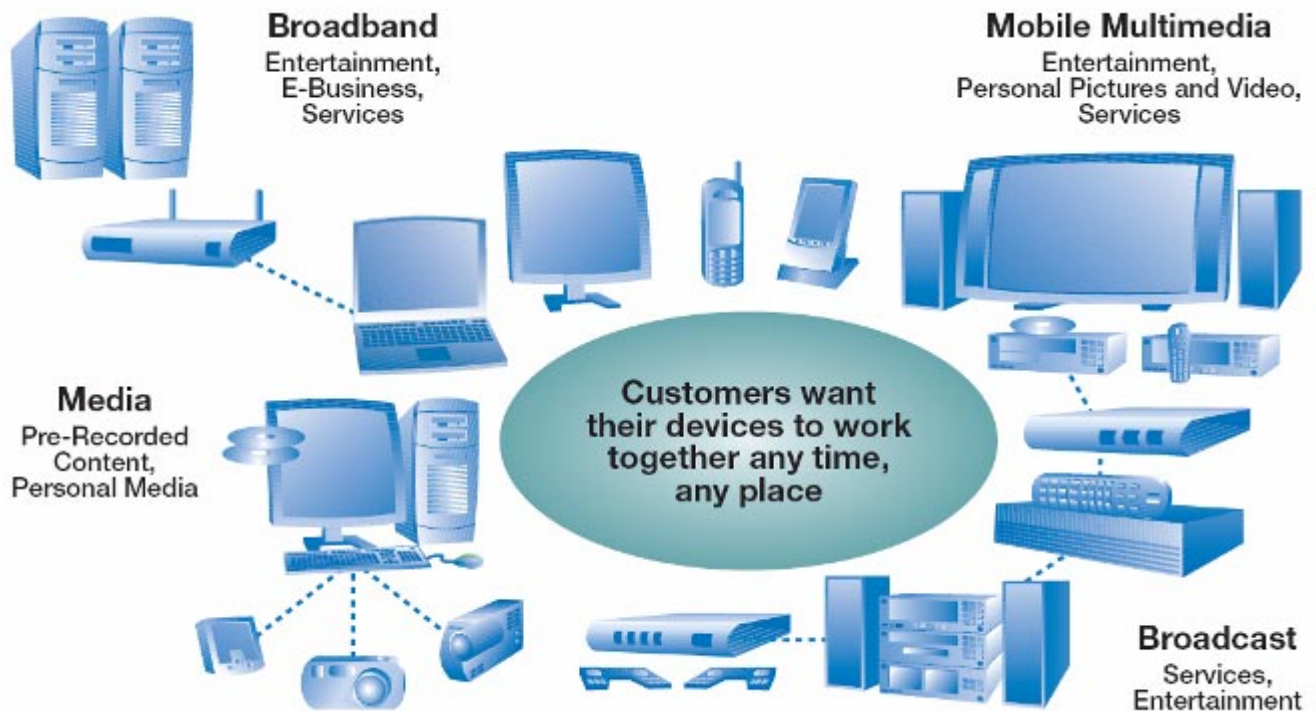 Broadband
Entertainment,
E-Business,
Services
Mobile Multimedia
Entertainment,
Personal Pictures and Video,
Services
Customers want
their devices to work
together any time,
any place
Media
Pre-Recorded
Content,
Personal Media
Broadcast
Services,
Entertainment